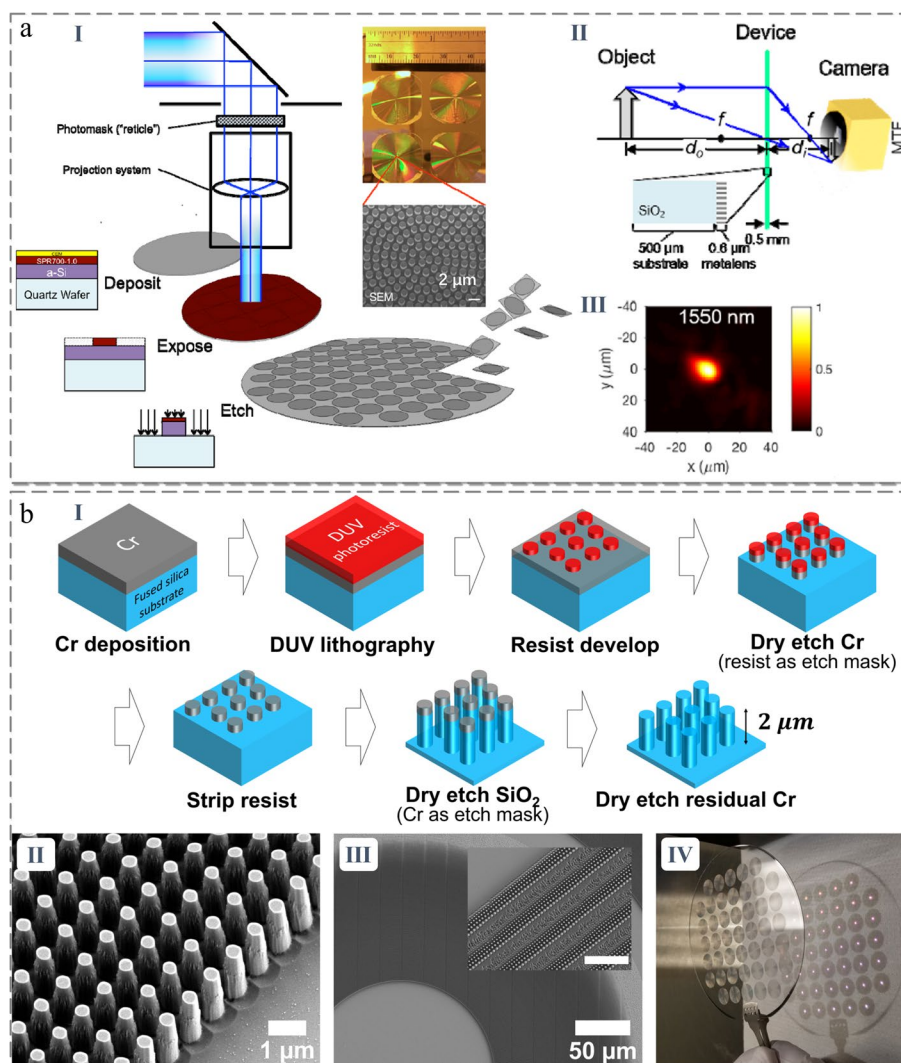 a
I
Photomask ("reticle")
Projection system
SPR700-1.0
a-Si
Quartz Wafer
Deposit
Expose
Etch
2 μm
SEM
II
Device
Object
Camera
f
f
MTF
d_o
d_i
SiO₂
500 μm
substrate
0.6 μm
metalens
0.5 mm
III
1550 nm
-40
-20
0
20
40
y (μm)
-40 -20 0 20 40
x (μm)
1
0.5
0
b
I
Cr
Fused silica
substrate
Cr deposition
DUV
photoresist
DUV lithography
Resist develop
Dry etch Cr
(resist as etch mask)
Strip resist
Dry etch SiO₂
(Cr as etch mask)
2 μm
Dry etch residual Cr
II
1 μm
III
50 μm
IV